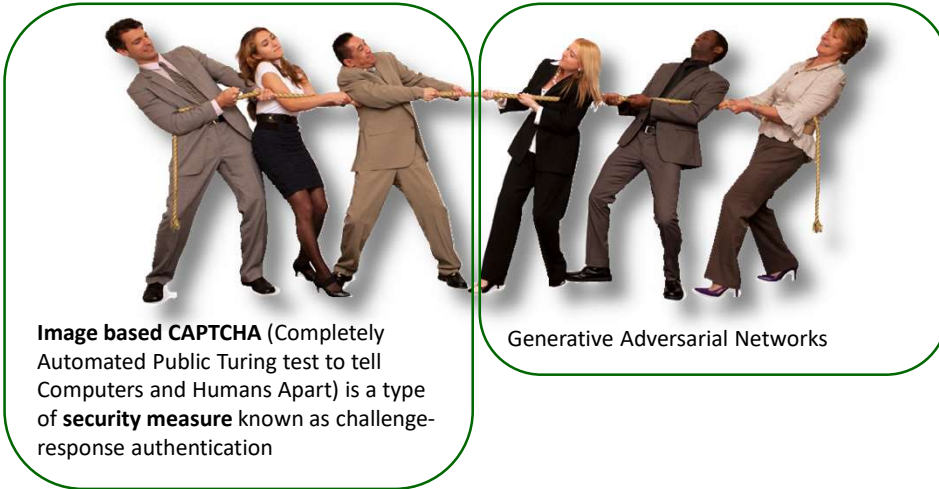 Image based CAPTCHA (Completely
Automated Public Turing test to tell
Computers and Humans Apart) is a type
of security measure known as challenge-
response authentication
Generative Adversarial Networks